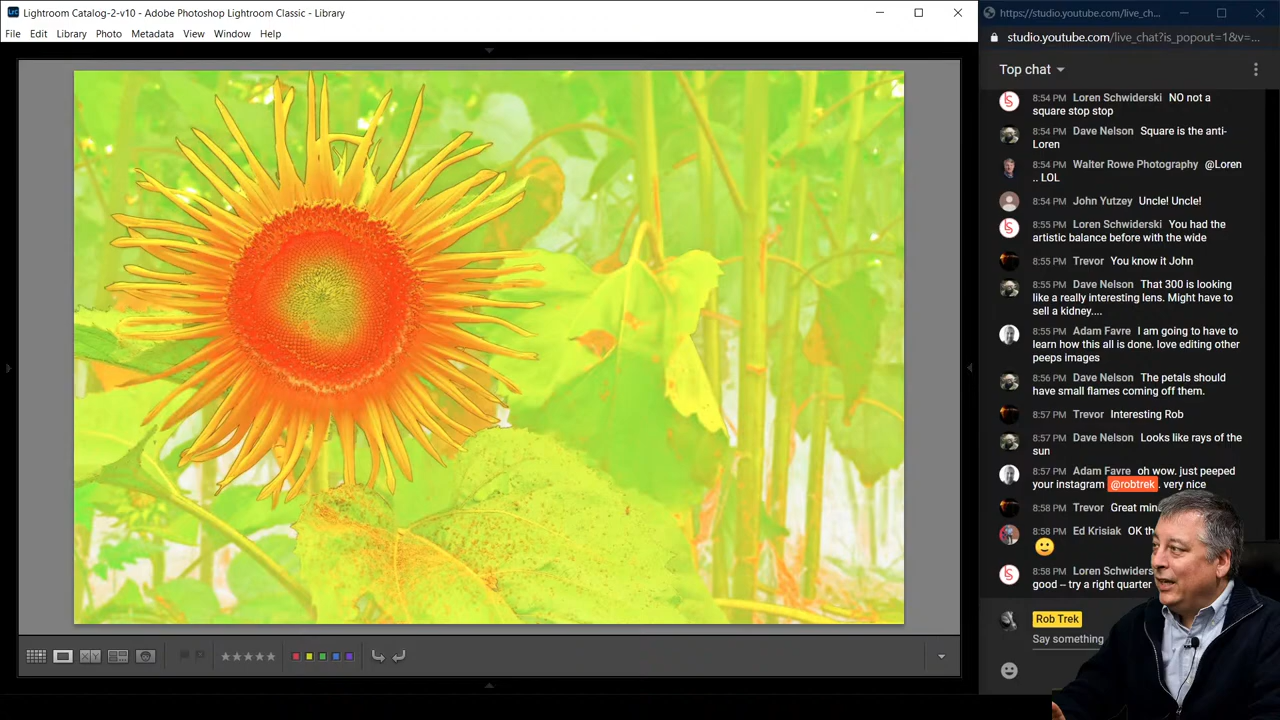 Lightroom Catalog-2-v10 - Adobe Photoshop Lightroom Classic - Library
File Edit Library Photo Metadata View Window Help
https://studio.youtube.com/live_ch...
studio.youtube.com/live_chat?is_popout=1&v=...
Top chat
8:54 PM Loren Schwiderski NO not a
square stop stop
8:54 PM Dave Nelson Square is the anti-
Loren
8:54 PM Walter Rowe Photography @Loren
.. LOL
8:54 PM John Yutzey Uncle! Uncle!
8:55 PM Loren Schwiderski You had the
artistic balance before with the wide
8:55 PM Trevor You know it John
8:55 PM Dave Nelson That 300 is looking
like a really interesting lens. Might have to
sell a kidney....
8:55 PM Adam Favre I am going to have to
learn how this all is done. love editing other
peeps images
8:56 PM Dave Nelson The petals should
have small flames coming off them.
8:57 PM Trevor Interesting Rob
8:57 PM Dave Nelson Looks like rays of the
sun
8:57 PM Adam Favre oh wow. just peeped
your instagram @robtrek . very nice
8:58 PM Trevor Great min
8:58 PM Ed Krisiak OK th
8:58 PM Loren Schwiders
good -- try a right quarter
Rob Trek
Say something
XY